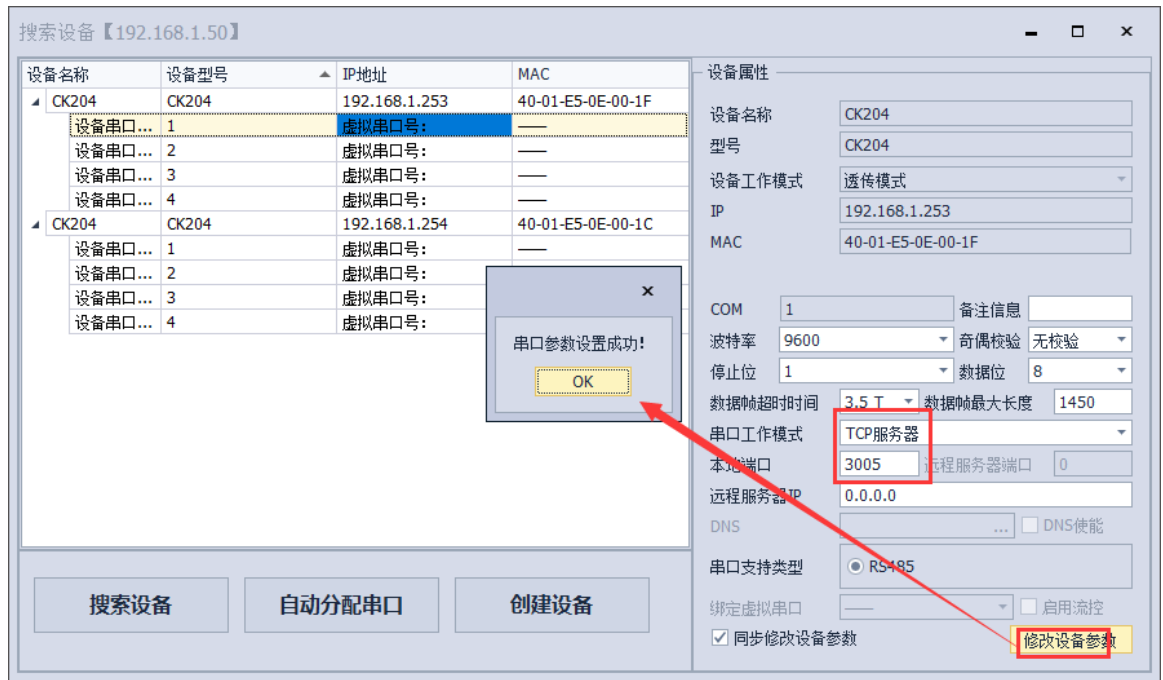 搜索设备【192.168.1.50】
设备名称 设备型号 IP地址 MAC
CK204 CK204 192.168.1.253 40-01-E5-0E-00-1F
设备串口... 1 虚拟串口号: ——
设备串口... 2 虚拟串口号: ——
设备串口... 3 虚拟串口号: ——
设备串口... 4 虚拟串口号: ——
CK204 CK204 192.168.1.254 40-01-E5-0E-00-1C
设备串口... 1 虚拟串口号: ——
设备串口... 2 虚拟串口号:
设备串口... 3 虚拟串口号:
设备串口... 4 虚拟串口号:
串口参数设置成功!
OK
搜索设备 自动分配串口 创建设备
设备属性
设备名称 CK204
型号 CK204
设备工作模式 透传模式
IP 192.168.1.253
MAC 40-01-E5-0E-00-1F
COM 1 备注信息
波特率 9600 奇偶校验 无校验
停止位 1 数据位 8
数据帧超时时间 3.5 T 数据帧最大长度 1450
串口工作模式 TCP服务器
本地端口 3005 远程服务器端口 0
远程服务器IP 0.0.0.0
DNS ... DNS使能
串口支持类型 RS485
绑定虚拟串口 —— 启用流控
同步修改设备参数 修改设备参数